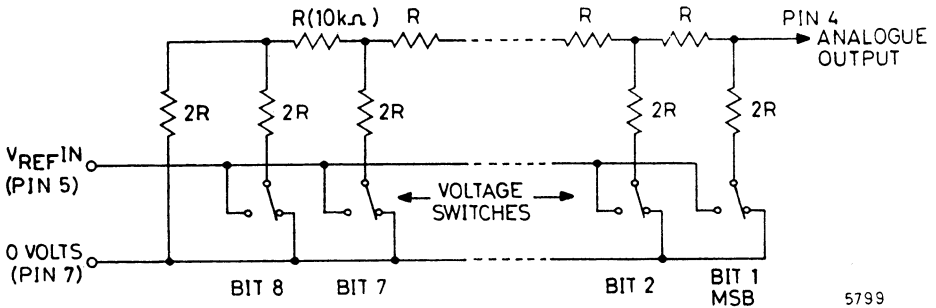 R(10kΩ)
R
R
R
PIN 4
ANALOGUE
OUTPUT
2R
2R
2R
2R
2R
VREF IN
(PIN 5)
VOLTAGE
SWITCHES
0 VOLTS
(PIN 7)
BIT 8
BIT 7
BIT 2
BIT 1
MSB
5799